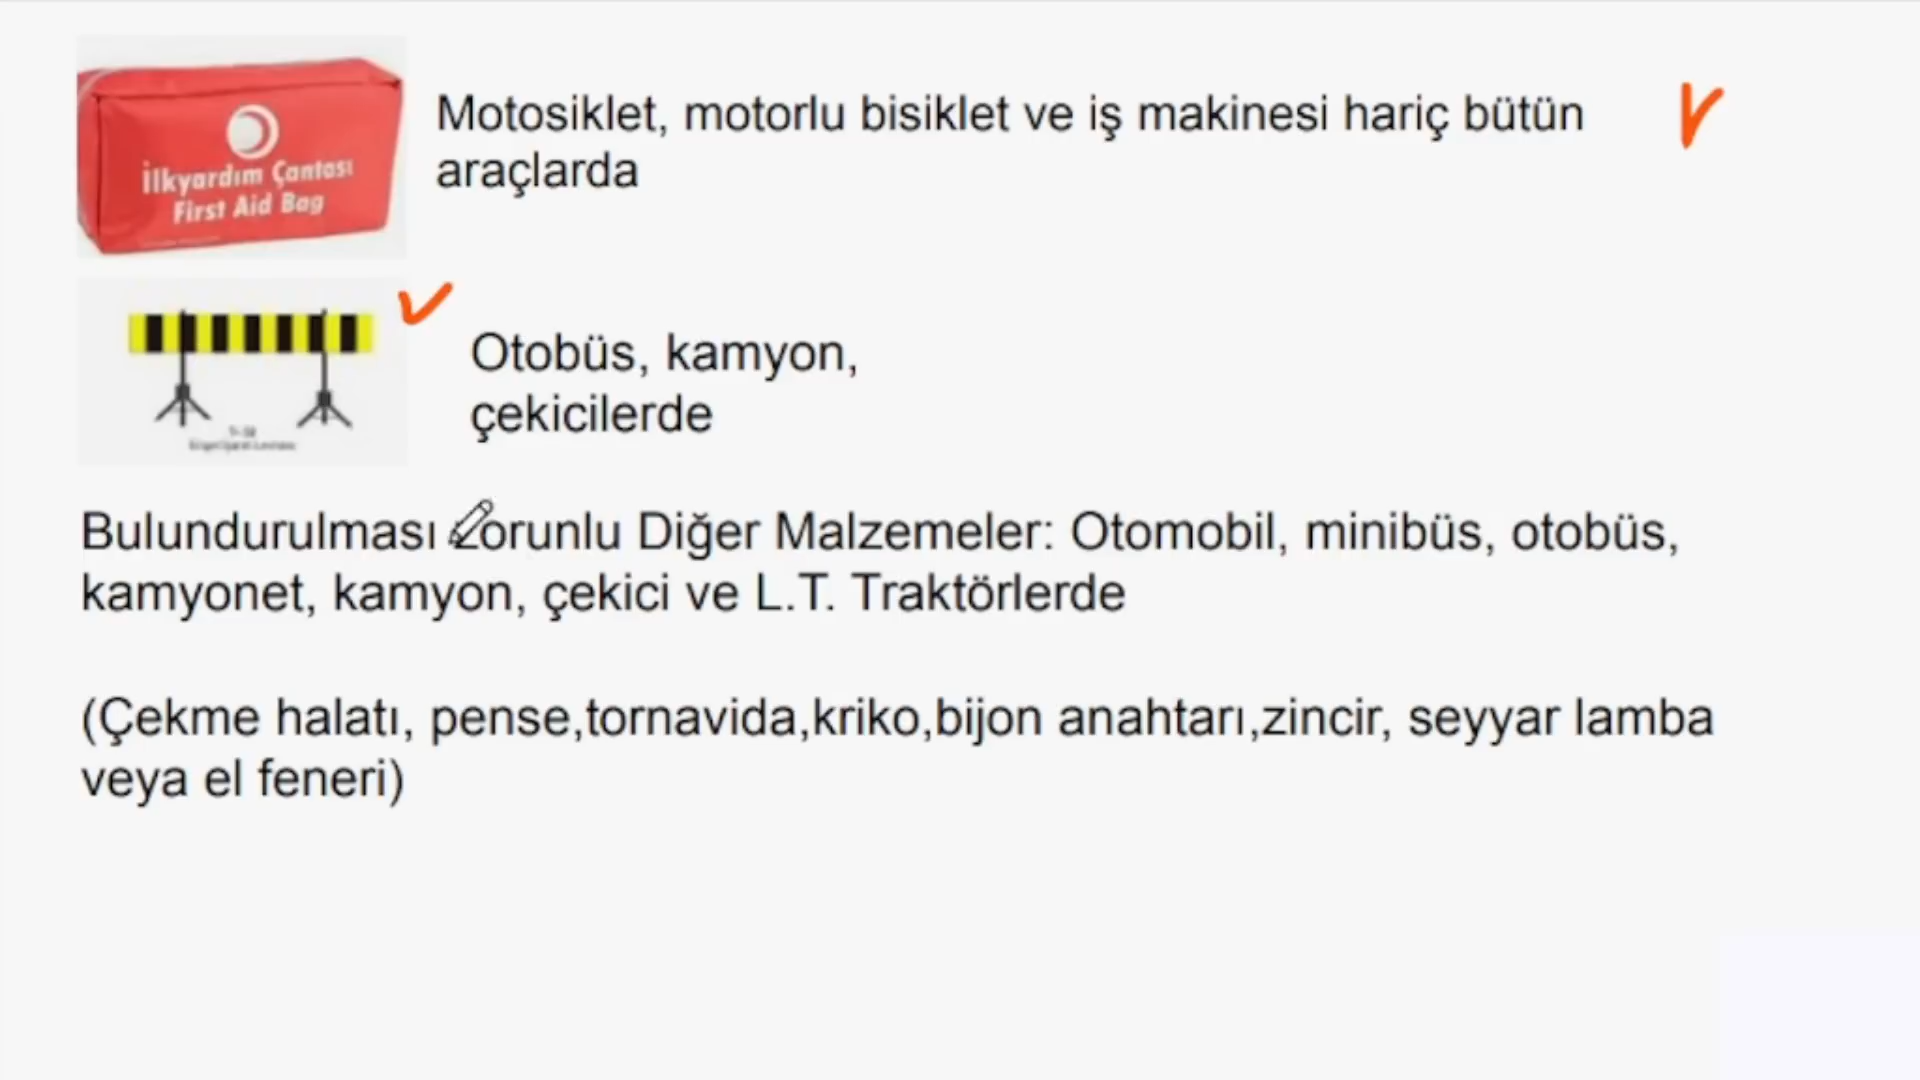 İlkyardım Çantası
First Aid Bag
Motosiklet, motorlu bisiklet ve iş makinesi hariç bütün
araçlarda
Otobüs, kamyon,
çekicilerde
Bulundurulması Zorunlu Diğer Malzemeler: Otomobil, minibüs, otobüs,
kamyonet, kamyon, çekici ve L.T. Traktörlerde
(Çekme halatı, pense,tornavida,kriko,bijon anahtarı,zincir, seyyar lamba
veya el feneri)